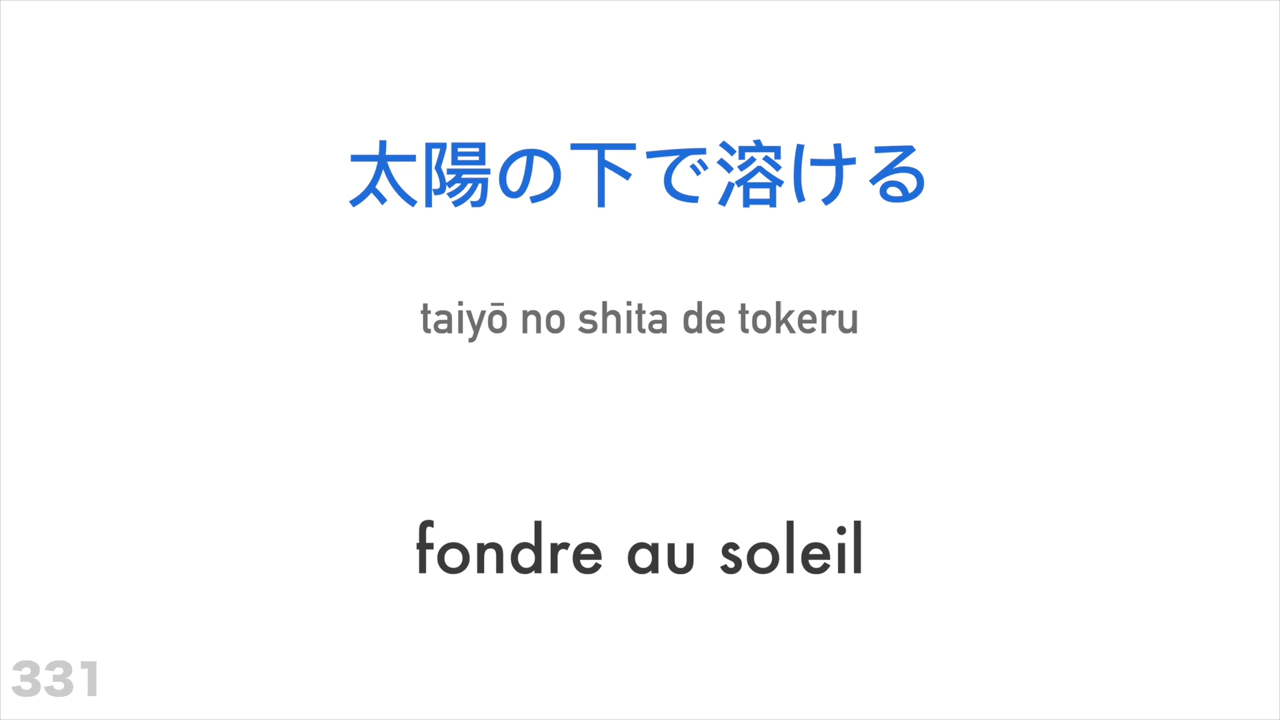 太陽の下で溶ける
taiyō no shita de tokeru
fondre au soleil
331